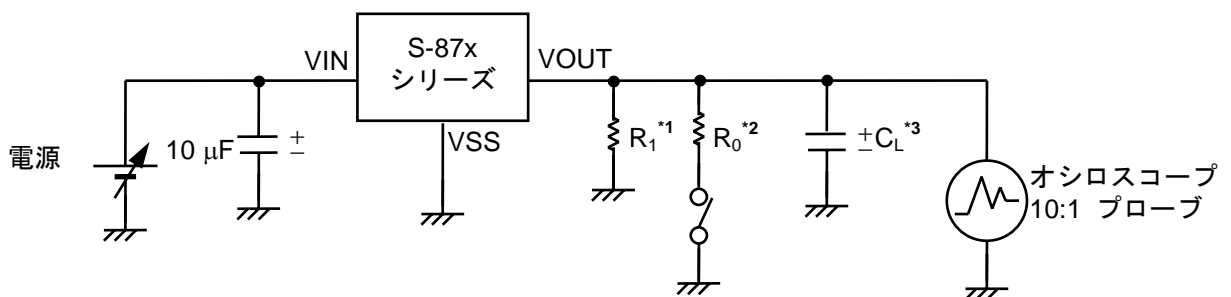 S-87x
シリーズ
VIN
VOUT
VSS
電源
10 μF
+
−
R1*1
R0*2
+
−
CL*3
オシロスコープ
10:1 プローブ